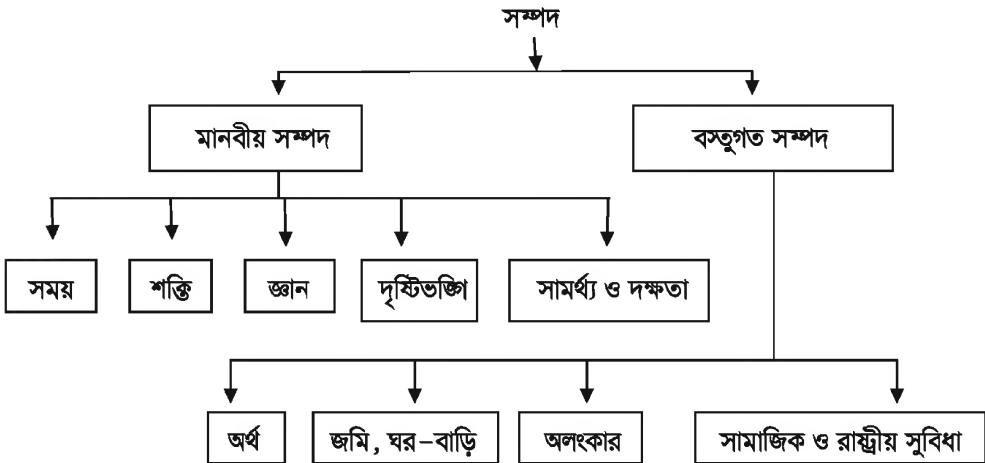 সম্পদ
মানবীয় সম্পদ
বস্তুগত সম্পদ
সময়
শক্তি
জ্ঞান
দৃষ্টিভঙ্গি
সামর্থ্য ও দক্ষতা
অর্থ
জমি, ঘর-বাড়ি
অলংকার
সামাজিক ও রাষ্ট্রীয় সুবিধা